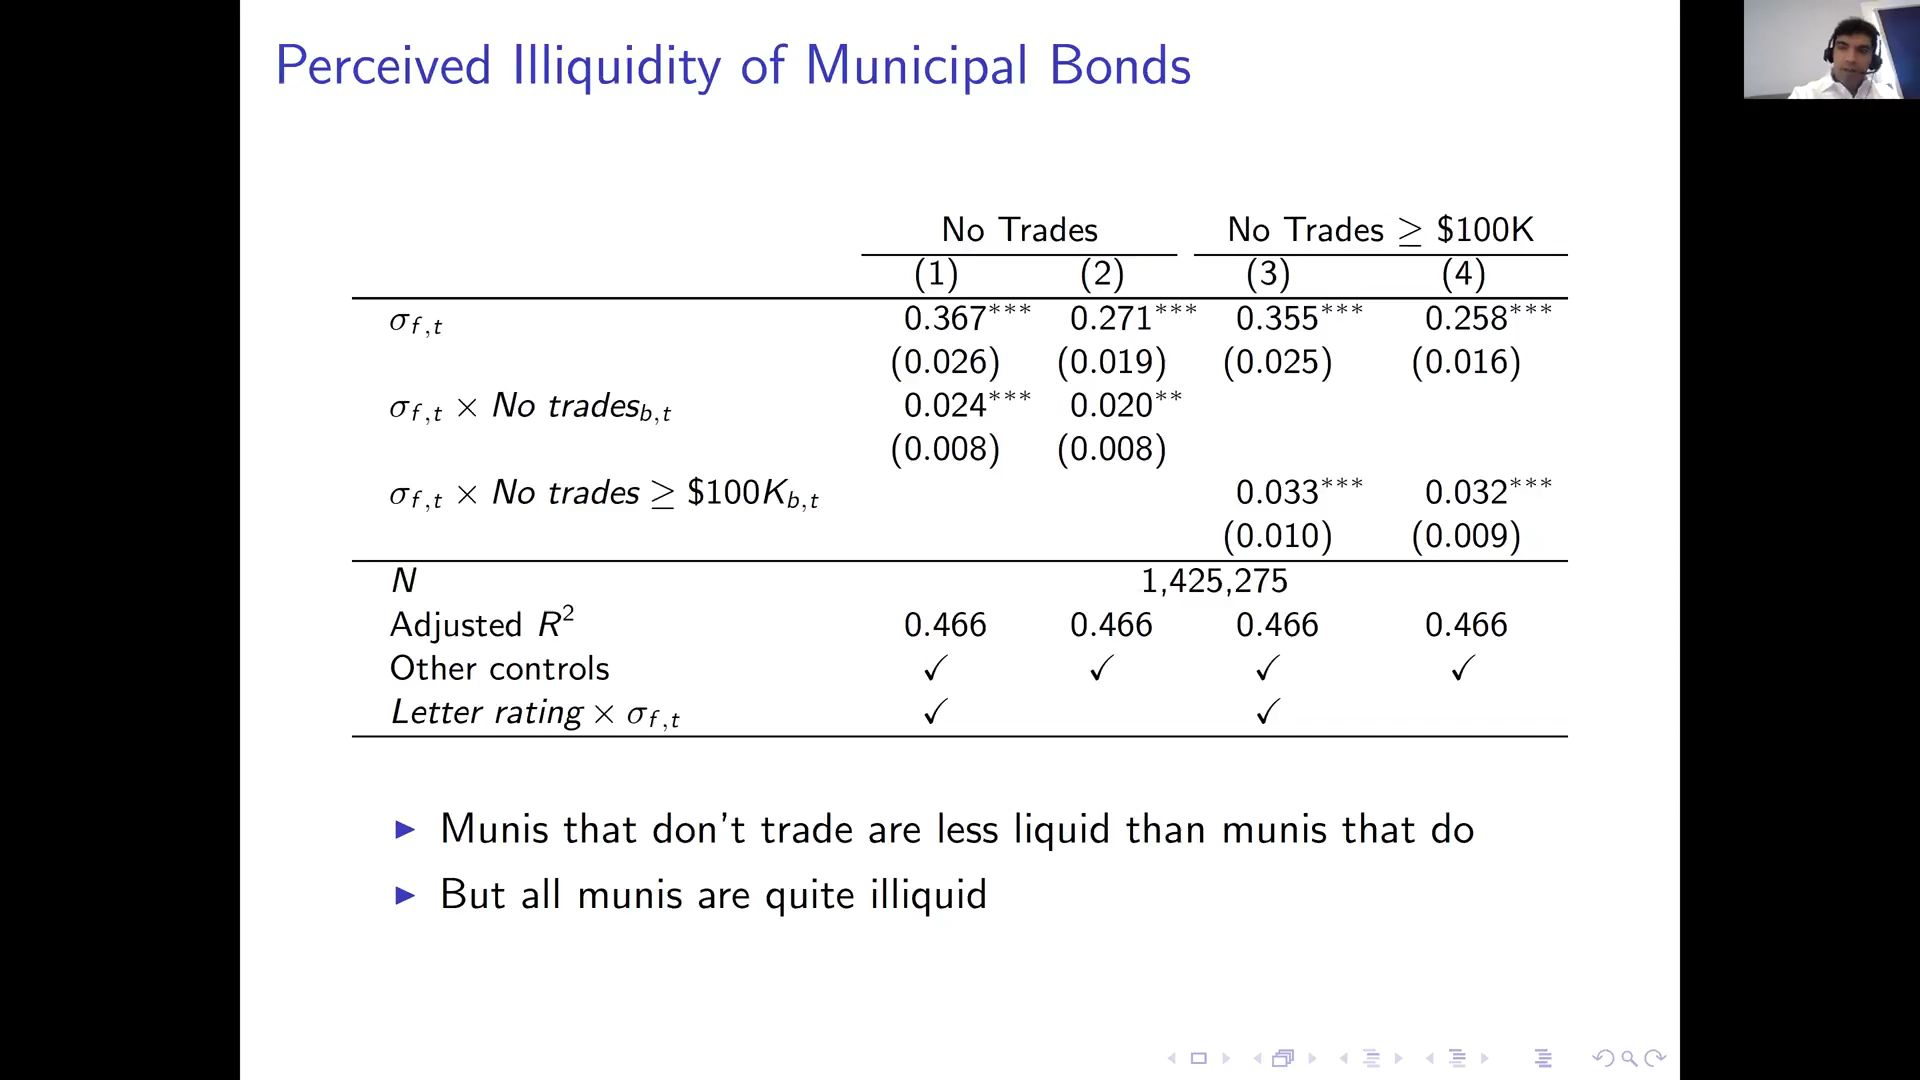 Perceived Illiquidity of Municipal Bonds
No Trades No Trades ≥ $100K
(1) (2) (3) (4)
σf,t 0.367*** 0.271*** 0.355*** 0.258***
(0.026) (0.019) (0.025) (0.016)
σf,t × No tradesb,t 0.024*** 0.020**
(0.008) (0.008)
σf,t × No trades ≥ $100Kb,t 0.033*** 0.032***
(0.010) (0.009)
N 1,425,275
Adjusted R² 0.466 0.466 0.466 0.466
Other controls ✓ ✓ ✓ ✓
Letter rating × σf,t ✓ ✓
▶ Munis that don't trade are less liquid than munis that do
▶ But all munis are quite illiquid